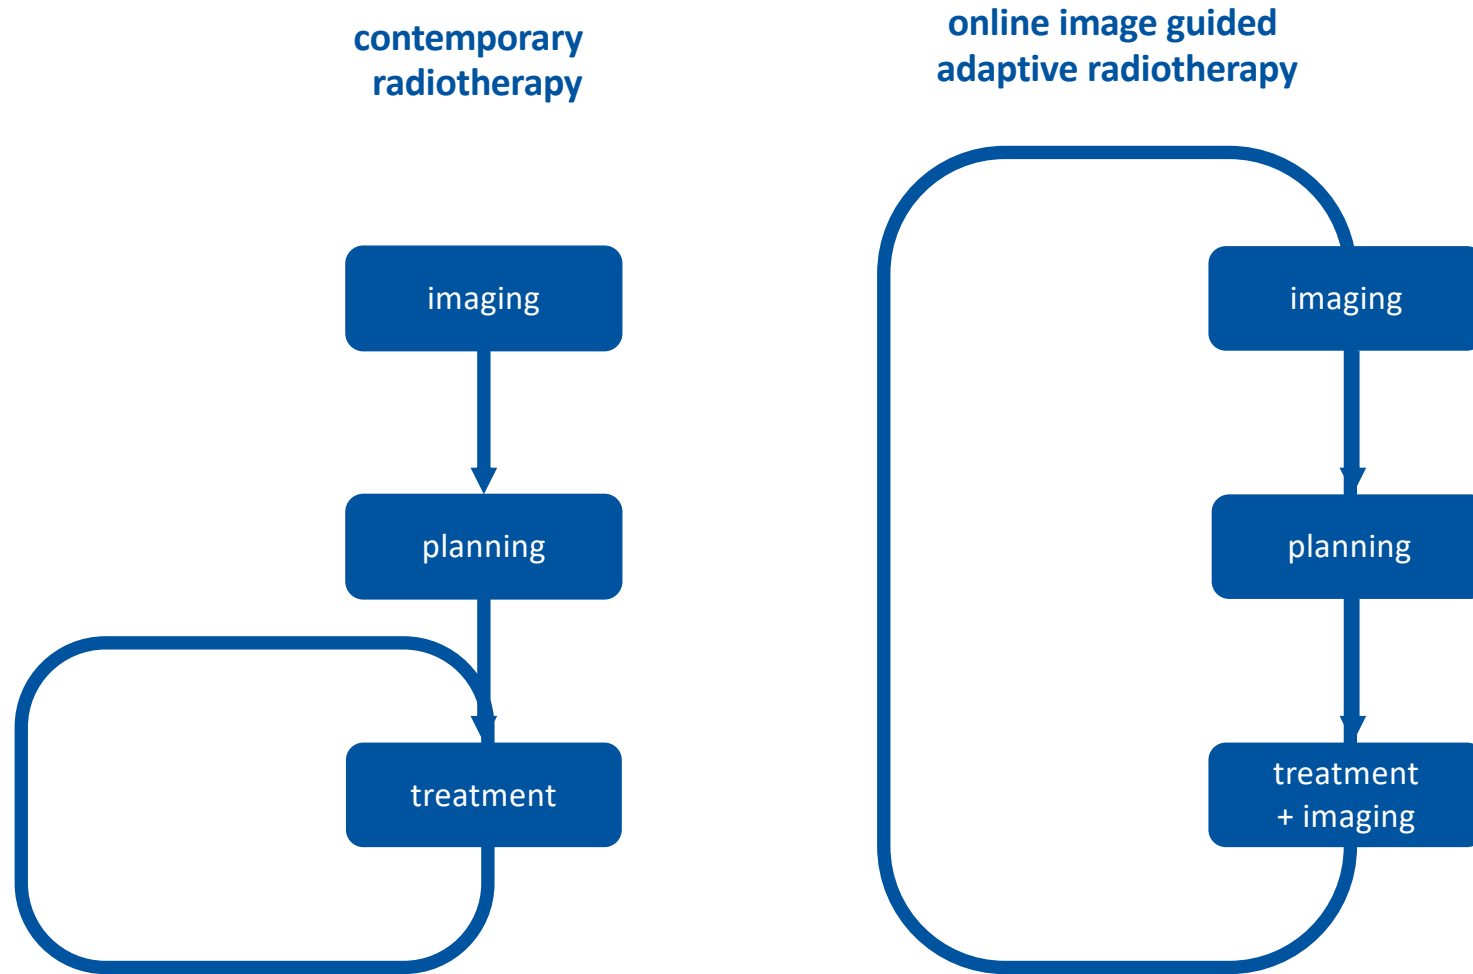 contemporary
radiotherapy
imaging
planning
treatment
online image guided
adaptive radiotherapy
imaging
planning
treatment
+ imaging